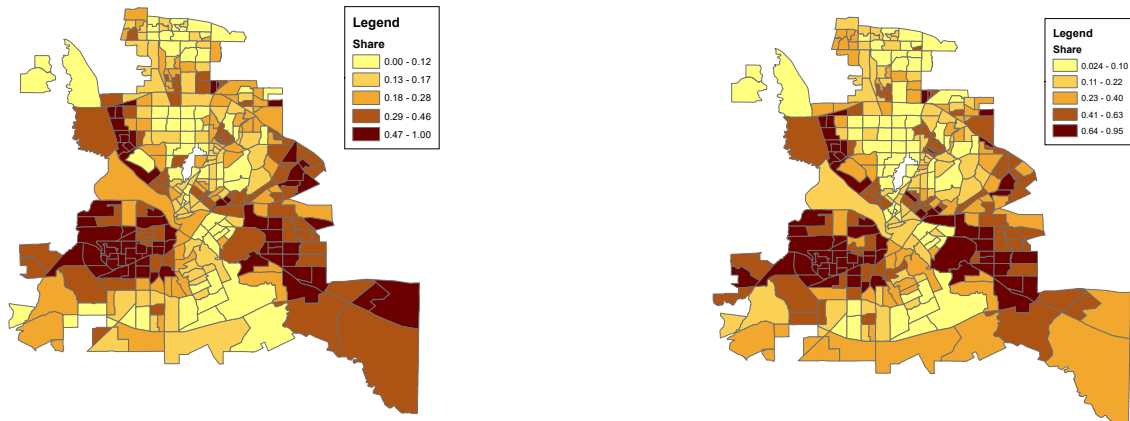 Legend
Share
0.00 - 0.12
0.13 - 0.17
0.18 - 0.28
0.29 - 0.46
0.47 - 1.00
Legend
Share
0.024 - 0.10
0.11 - 0.22
0.23 - 0.40
0.41 - 0.63
0.64 - 0.95